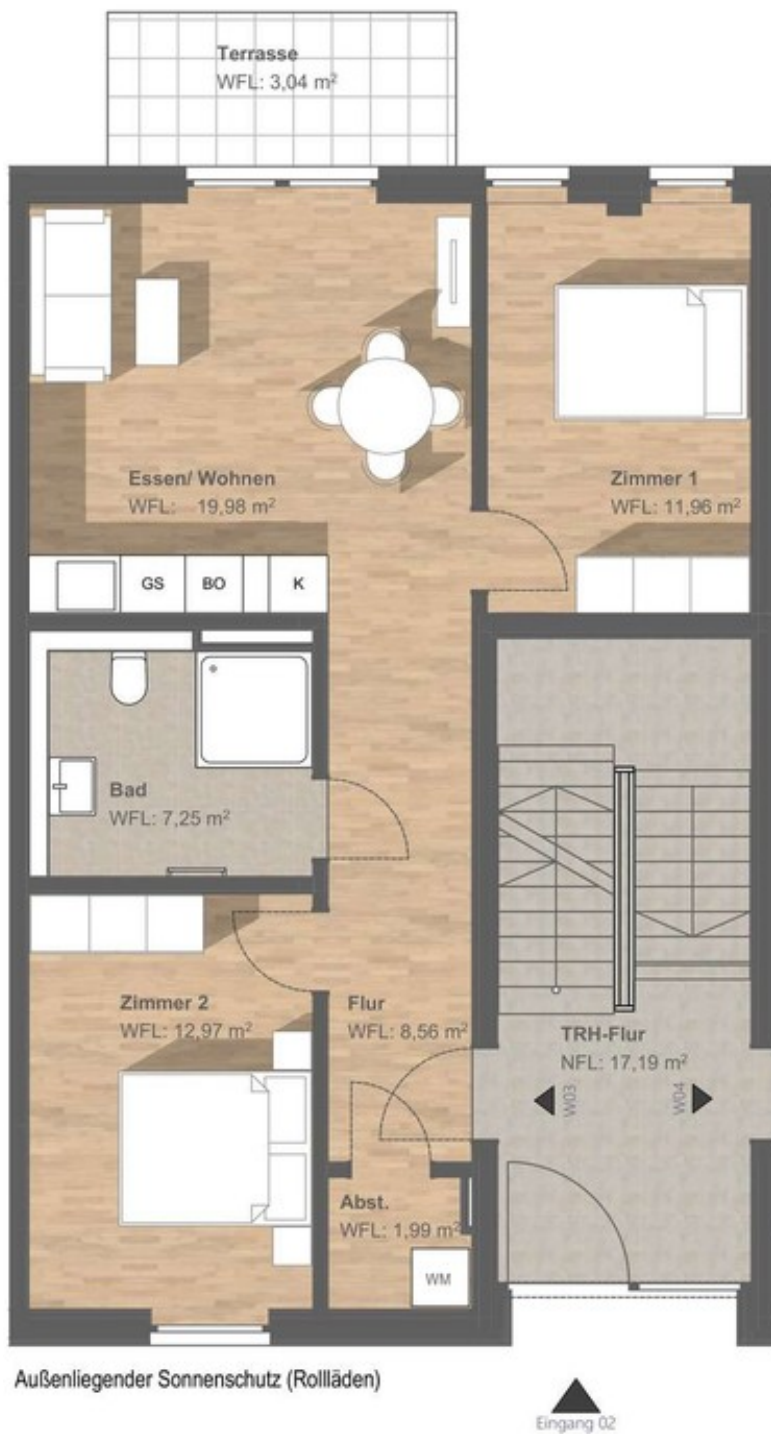 Terrasse
WFL: 3,04 m²
Essen/ Wohnen
WFL: 19,98 m²
Zimmer 1
WFL: 11,96 m²
GS BO K
Bad
WFL: 7,25 m²
Zimmer 2
WFL: 12,97 m²
Flur
WFL: 8,56 m²
TRH-Flur
NFL: 17,19 m²
W03 W04
Abst.
WFL: 1,99 m²
WM
Außenliegender Sonnenschutz (Rollläden)
Eingang 02